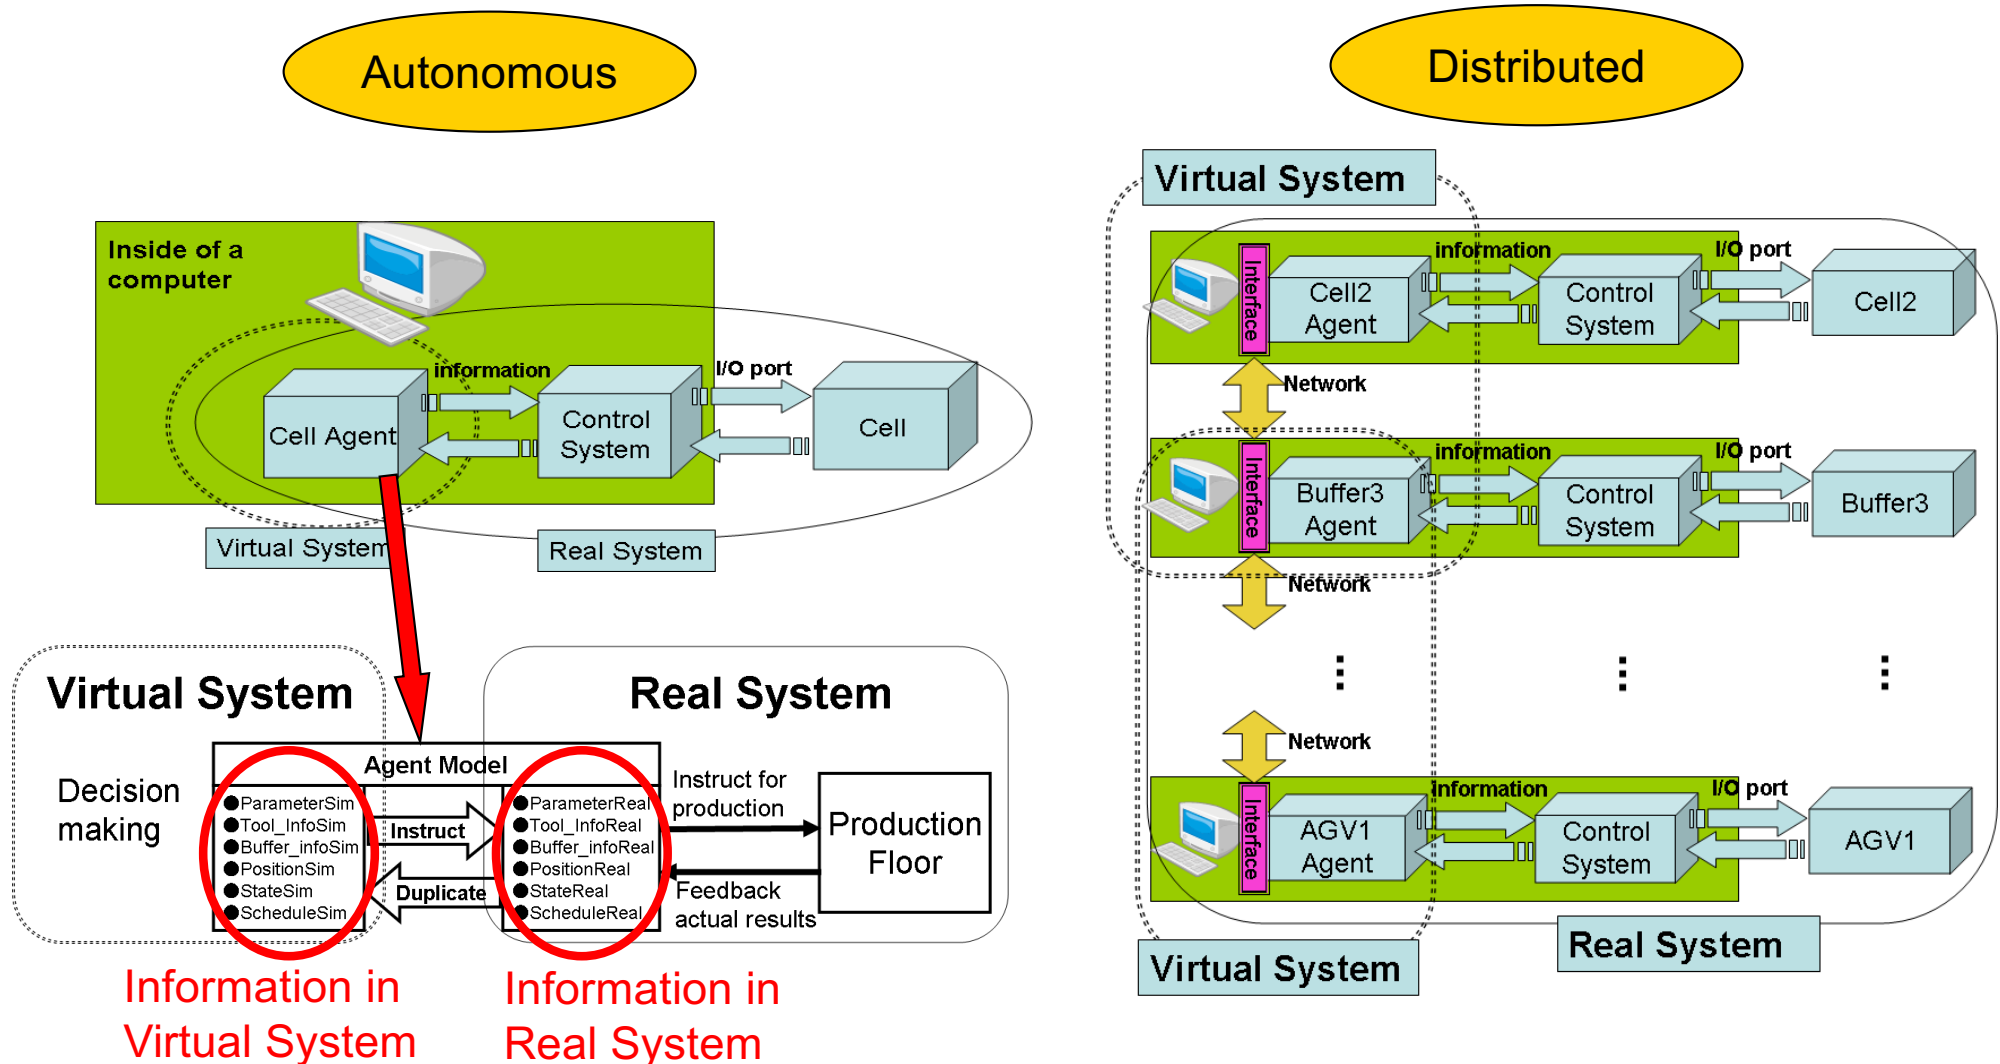 Autonomous
Inside of a
computer
information
I/O port
Cell Agent
Control
System
Cell
Virtual System
Real System
Virtual System
Real System
Agent Model
Decision
making
ParameterSim
Tool_InfoSim
Buffer_infoSim
PositionSim
StateSim
ScheduleSim
Instruct
Duplicate
ParameterReal
Tool_InfoReal
Buffer_infoReal
PositionReal
StateReal
ScheduleReal
Instruct for
production
Feedback
actual results
Production
Floor
Information in
Virtual System
Information in
Real System
Distributed
Virtual System
Interface
Cell2
Agent
information
Control
System
I/O port
Cell2
Network
Interface
Buffer3
Agent
information
Control
System
I/O port
Buffer3
Network
...
...
...
Network
Interface
AGV1
Agent
information
Control
System
I/O port
AGV1
Real System
Virtual System